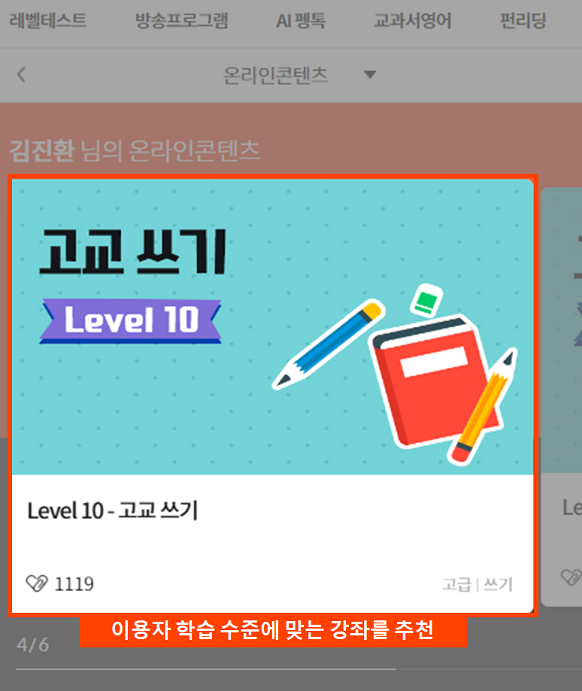 레벨테스트 방송프로그램 AI 펭톡 교과서영어 펀리딩
온라인콘텐츠
김진환 님의 온라인콘텐츠
고교 쓰기
Level 10
Level 10 - 고교 쓰기
1119
고급 | 쓰기
Le
이용자 학습 수준에 맞는 강좌를 추천
4/6